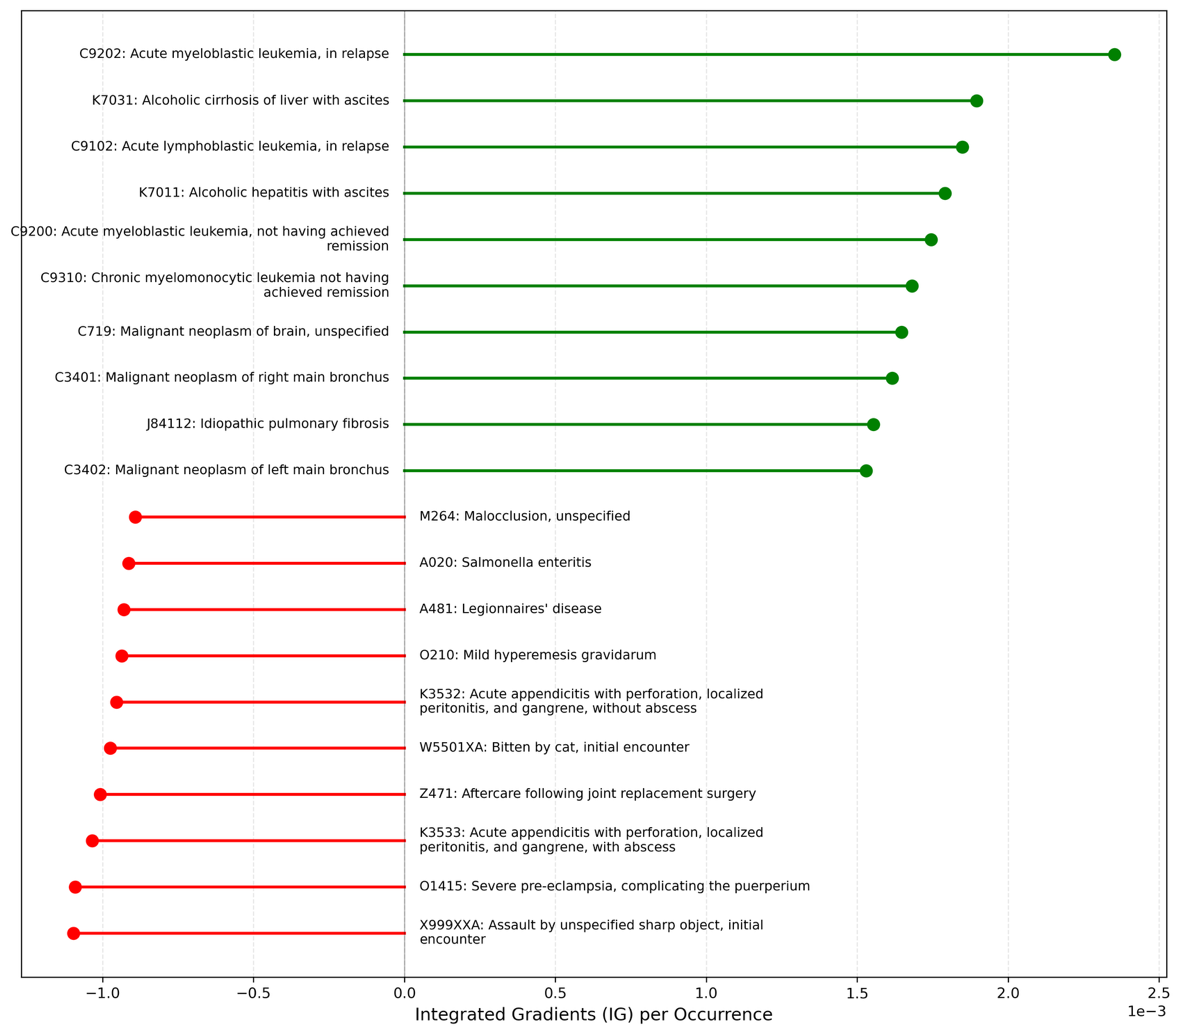 C9202: Acute myeloblastic leukemia, in relapse
K7031: Alcoholic cirrhosis of liver with ascites
C9102: Acute lymphoblastic leukemia, in relapse
K7011: Alcoholic hepatitis with ascites
C9200: Acute myeloblastic leukemia, not having achieved
remission
C9310: Chronic myelomonocytic leukemia not having
achieved remission
C719: Malignant neoplasm of brain, unspecified
C3401: Malignant neoplasm of right main bronchus
J84112: Idiopathic pulmonary fibrosis
C3402: Malignant neoplasm of left main bronchus
M264: Malocclusion, unspecified
A020: Salmonella enteritis
A481: Legionnaires' disease
O210: Mild hyperemesis gravidarum
K3532: Acute appendicitis with perforation, localized
peritonitis, and gangrene, without abscess
W5501XA: Bitten by cat, initial encounter
Z471: Aftercare following joint replacement surgery
K3533: Acute appendicitis with perforation, localized
peritonitis, and gangrene, with abscess
O1415: Severe pre-eclampsia, complicating the puerperium
X999XXA: Assault by unspecified sharp object, initial
encounter
−1.0 −0.5 0.0 0.5 1.0 1.5 2.0 2.5
1e−3
Integrated Gradients (IG) per Occurrence